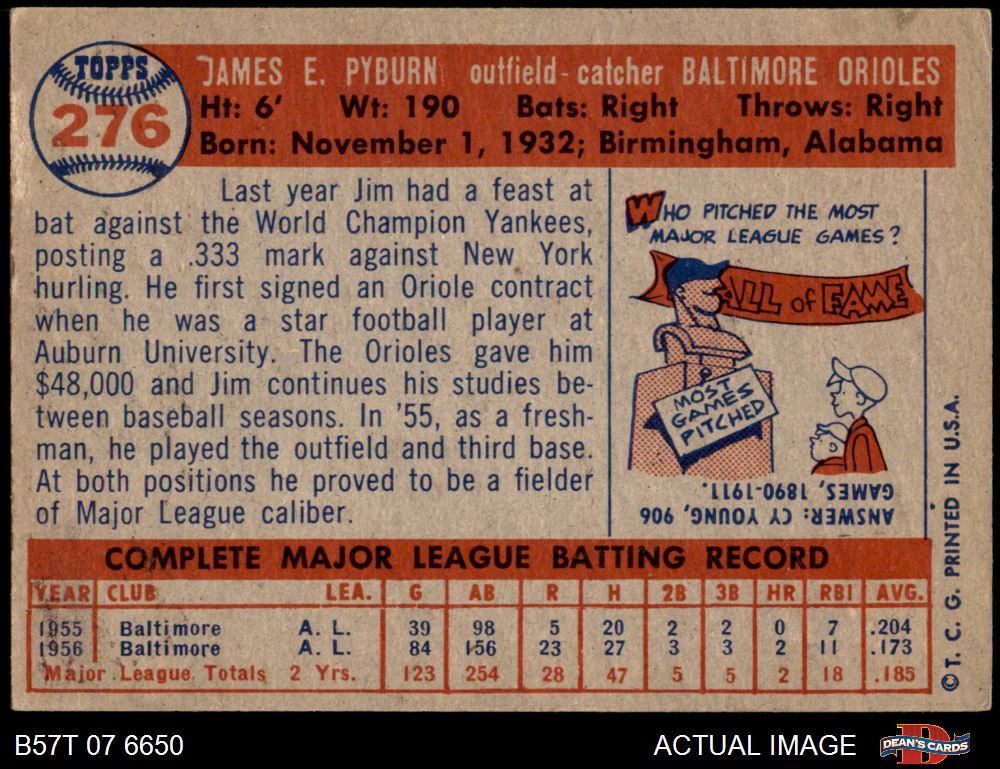 TOPPS
276
JAMES E. PYBURN outfield-catcher BALTIMORE ORIOLES
Ht: 6' Wt: 190 Bats: Right Throws: Right
Born: November 1, 1932; Birmingham, Alabama
Last year Jim had a feast at
bat against the World Champion Yankees,
posting a .333 mark against New York
hurling. He first signed an Oriole contract
when he was a star football player at
Auburn University. The Orioles gave him
$48,000 and Jim continues his studies be-
tween baseball seasons. In '55, as a fresh-
man, he played the outfield and third base.
At both positions he proved to be a fielder
of Major League caliber.
WHO PITCHED THE MOST
MAJOR LEAGUE GAMES?
ALL of FAME
MOST
GAMES
PITCHED
ANSWER: CY YOUNG, 906
GAMES, 1890-1911.
©T. C. G. PRINTED IN U.S.A.
COMPLETE MAJOR LEAGUE BATTING RECORD
YEAR CLUB LEA. G AB R H 2B 3B HR RBI AVG.
1955 Baltimore A. L. 39 98 5 20 2 2 0 7 .204
1956 Baltimore A. L. 84 156 23 27 3 3 2 11 .173
Major League Totals 2 Yrs. 123 254 28 47 5 5 2 18 .185
B57T 07 6650
ACTUAL IMAGE
D
DEAN'S CARDS